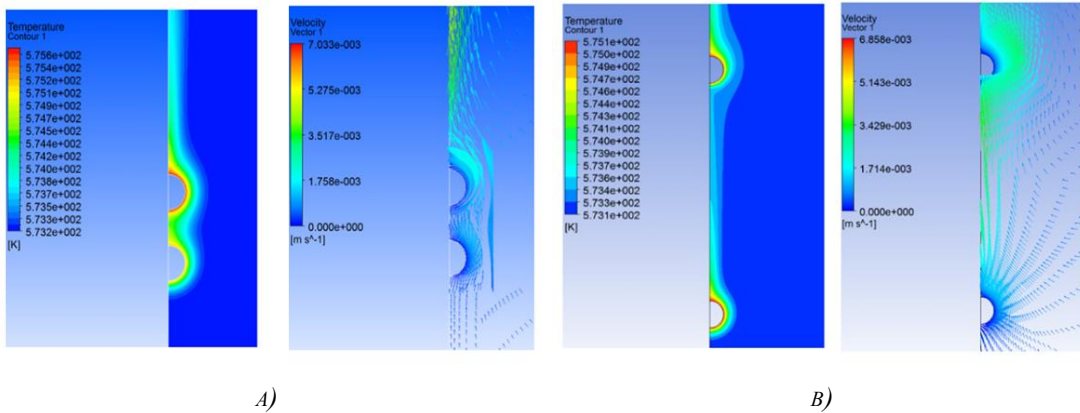 Temperature
Contour 1
5.756e+002
5.754e+002
5.752e+002
5.751e+002
5.749e+002
5.747e+002
5.745e+002
5.744e+002
5.742e+002
5.740e+002
5.738e+002
5.737e+002
5.735e+002
5.733e+002
5.732e+002
[K]
Velocity
Vector 1
7.033e-003
5.275e-003
3.517e-003
1.758e-003
0.000e+000
[m s^-1]
Temperature
Contour 1
5.751e+002
5.750e+002
5.749e+002
5.747e+002
5.746e+002
5.744e+002
5.743e+002
5.741e+002
5.740e+002
5.739e+002
5.737e+002
5.736e+002
5.734e+002
5.733e+002
5.731e+002
[K]
Velocity
Vector 1
6.858e-003
5.143e-003
3.429e-003
1.714e-003
0.000e+000
[m s^-1]
A)
B)